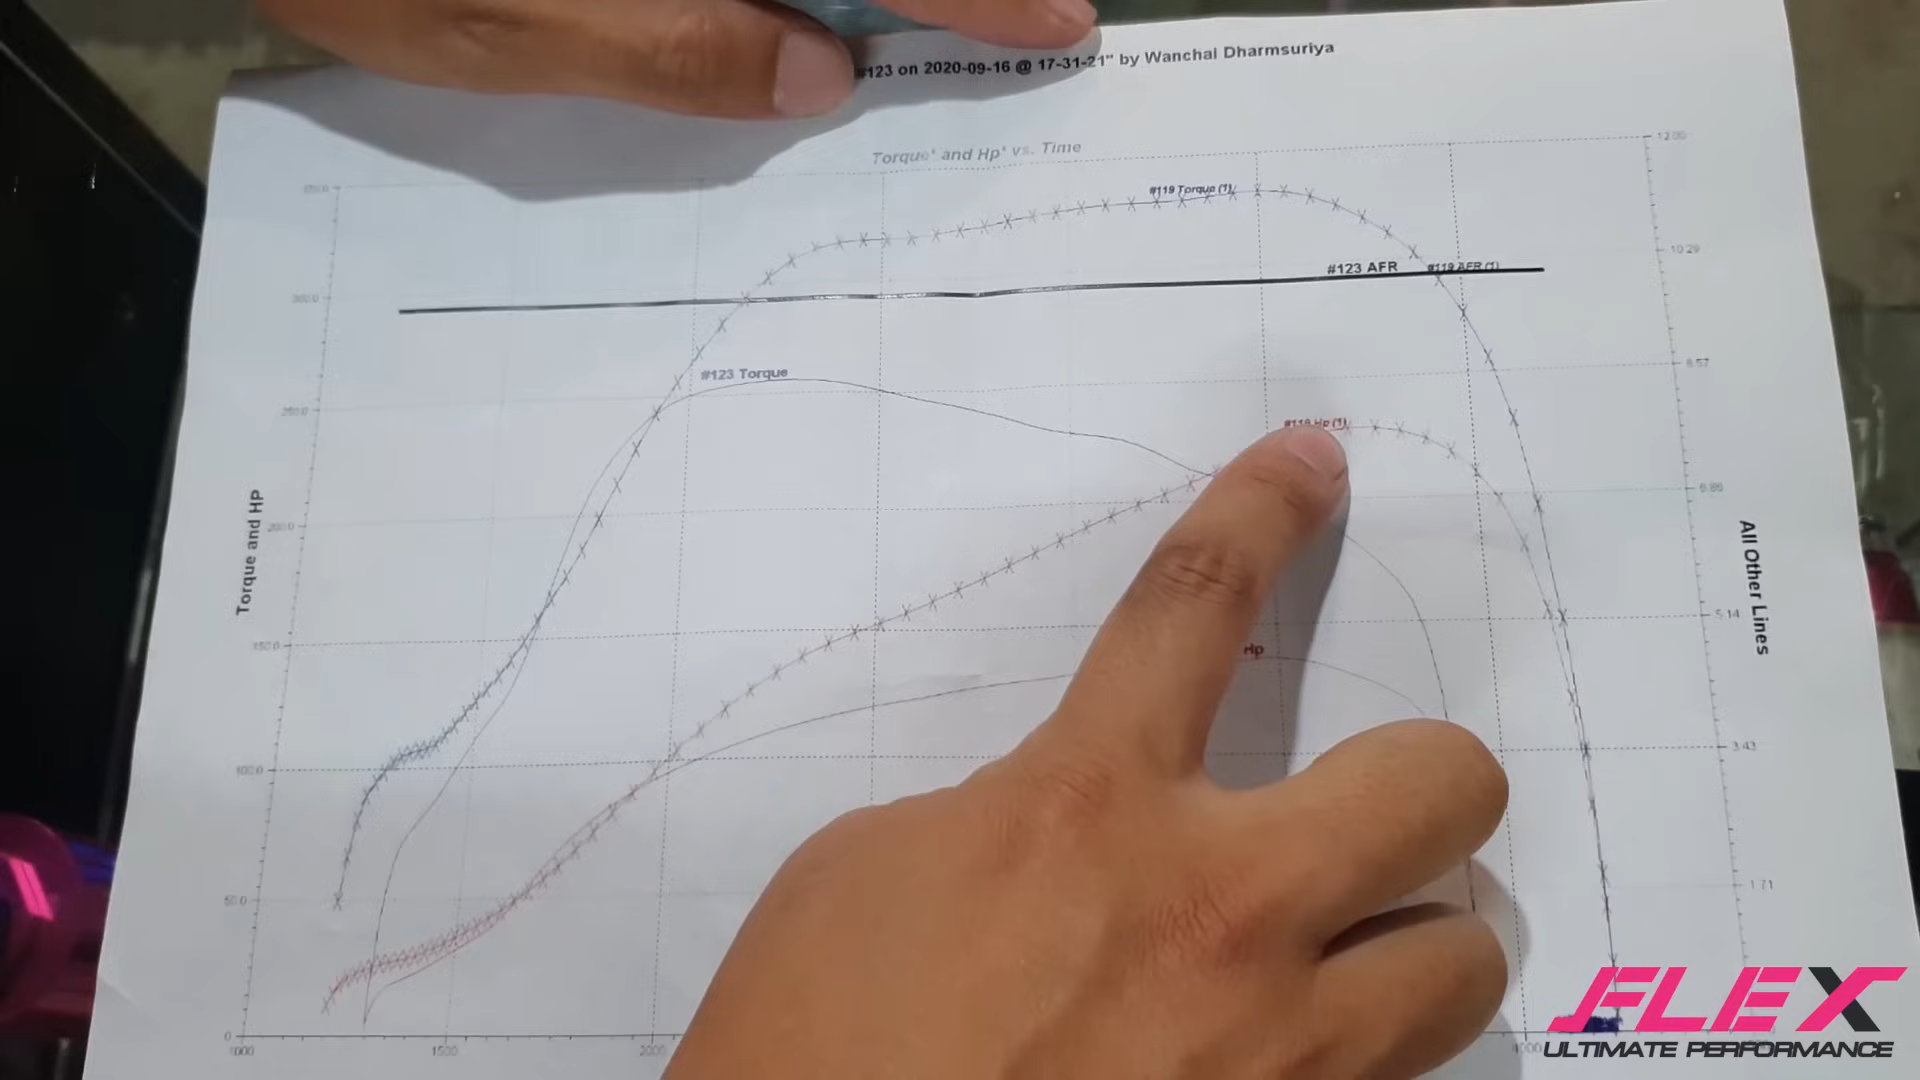 #123 on 2020-09-16 @ 17-31-21" by Wanchai Dharmsuriya
Torque* and Hp* vs. Time
12.00
350.0
#119 Torque (1)
10.29
#123 AFR
#119 AFR (1)
300.0
8.57
#123 Torque
250.0
#119 Hp (1)
6.86
Torque and HP
200.0
All Other Lines
5.14
150.0
Hp
3.43
100.0
1.71
50.0
0
1000
1500
2000
4000
FLEX
ULTIMATE PERFORMANCE